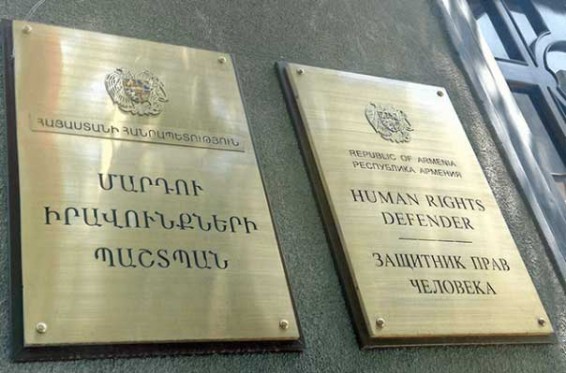 ՀԱՅԱՍՏԱՆԻ ՀԱՆՐԱՊԵՏՈՒԹՅՈՒՆ
ՄԱՐԴՈՒ
ԻՐԱՎՈՒՆՔՆԵՐԻ
ՊԱՇՏՊԱՆ
REPUBLIC OF ARMENIA
РЕСПУБЛИКА АРМЕНИЯ
HUMAN RIGHTS
DEFENDER
ЗАЩИТНИК ПРАВ
ЧЕЛОВЕКА